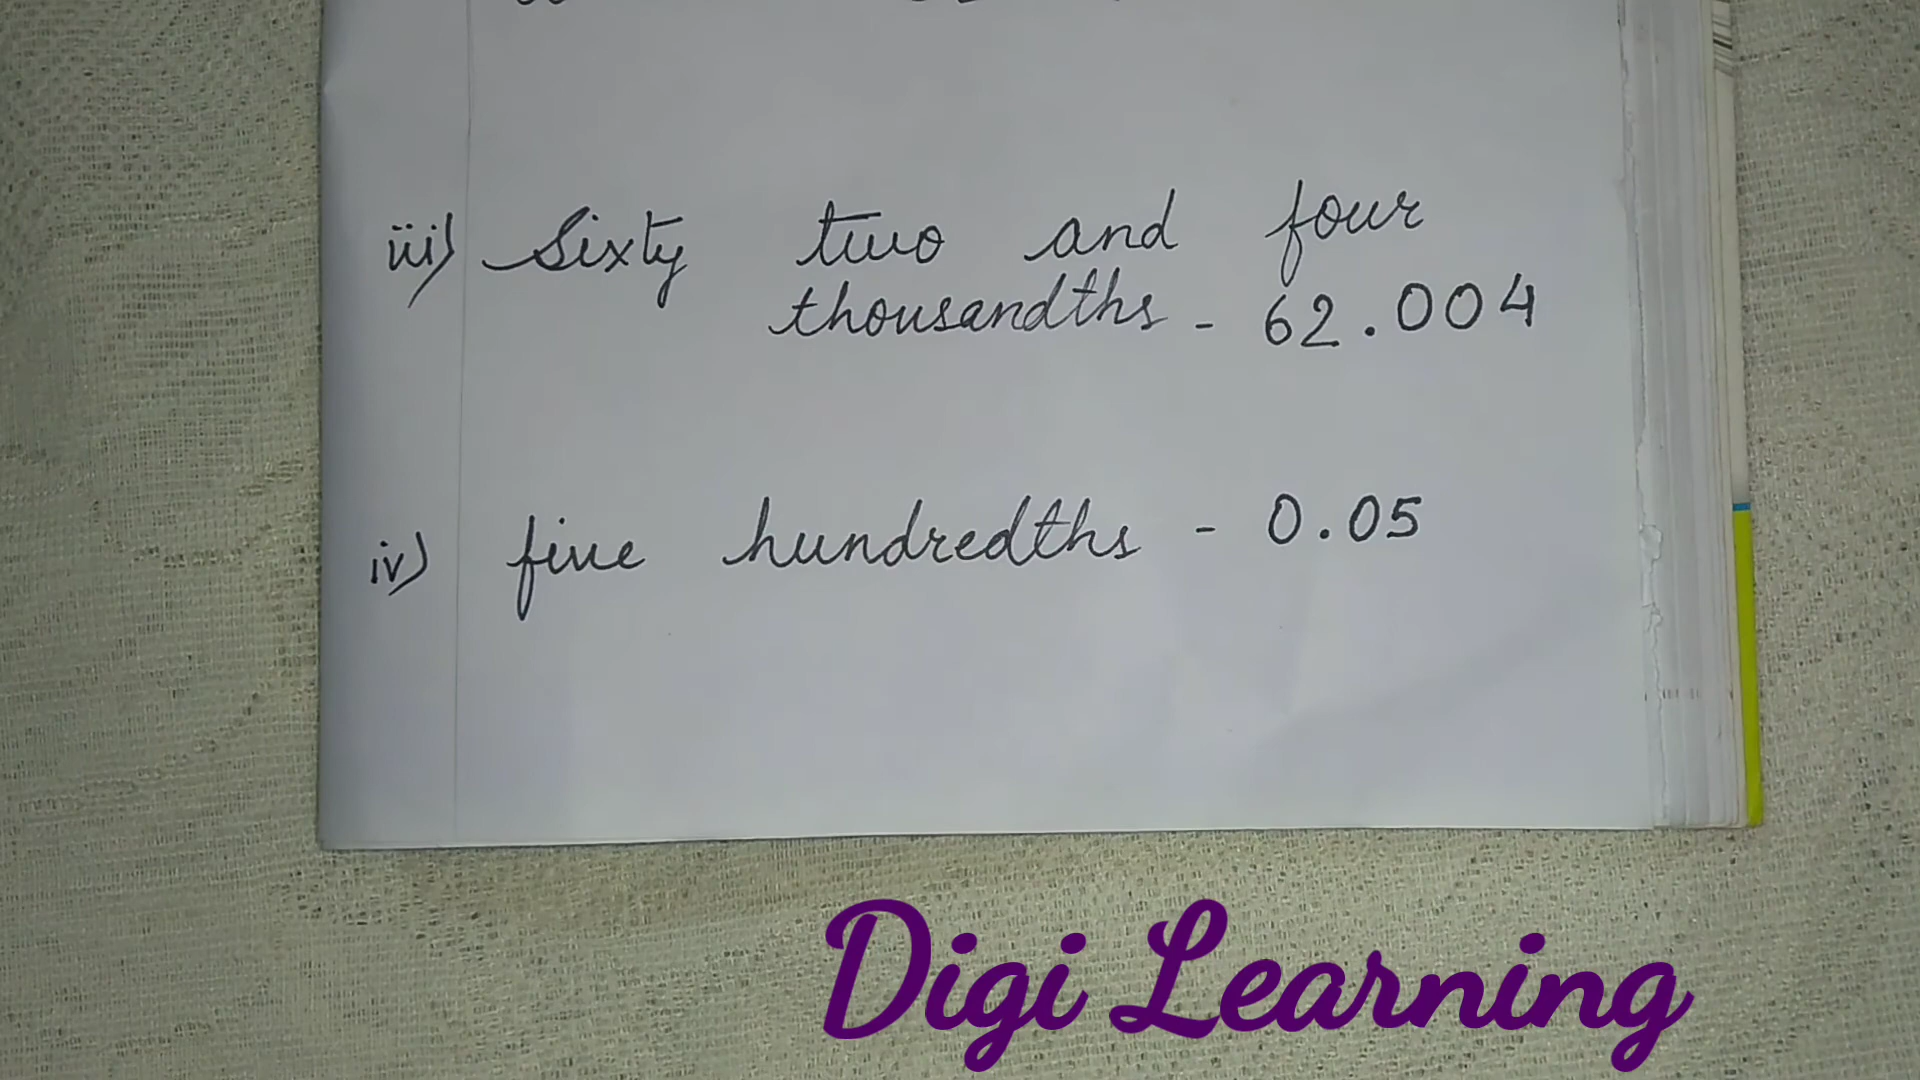 iii) Sixty two and four
thousandths - 62.004
iv) five hundredths - 0.05
Digi Learning